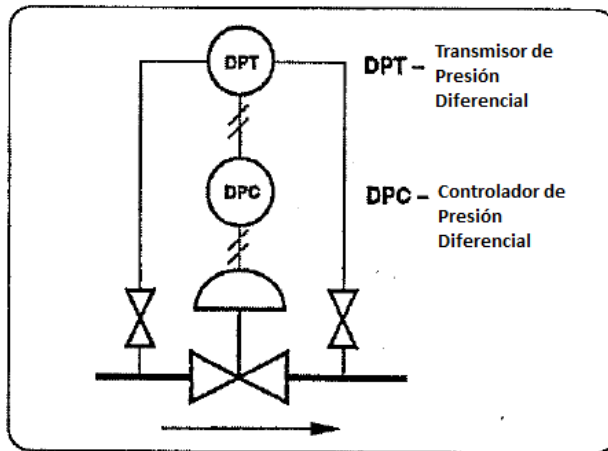 DPT
DPT – Transmisor de
Presión
Diferencial
DPC
DPC – Controlador de
Presión
Diferencial